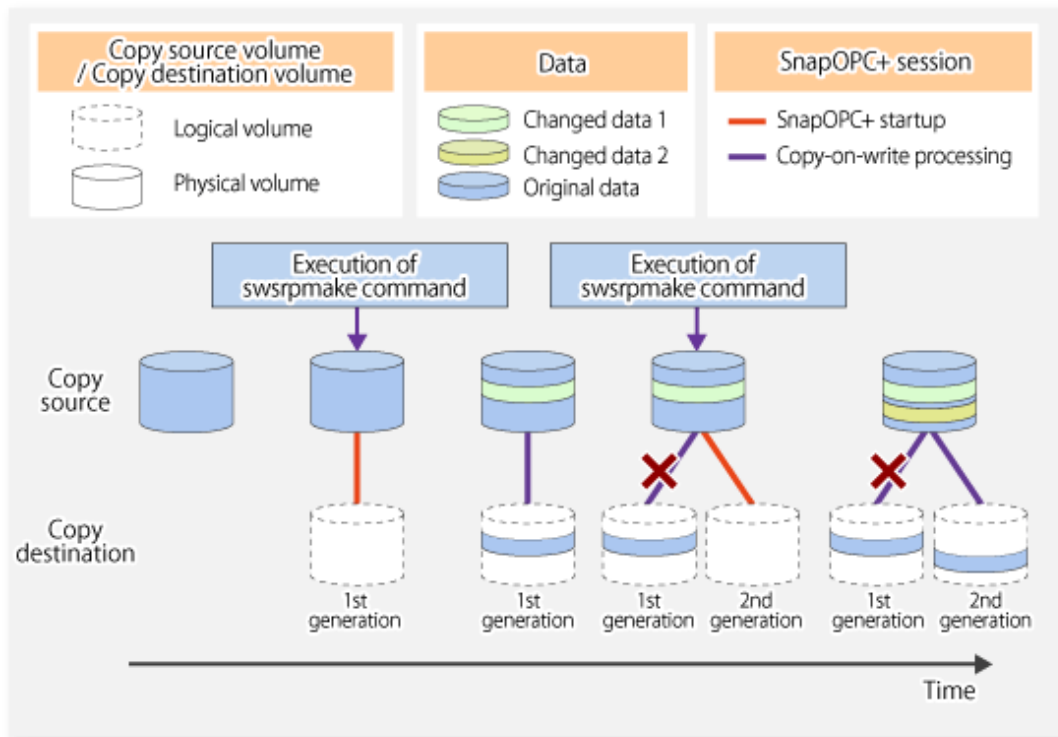 Copy source volume
/ Copy destination volume
Logical volume
Physical volume
Data
Changed data 1
Changed data 2
Original data
SnapOPC+ session
SnapOPC+ startup
Copy-on-write processing
Execution of
swsrpmake command
Execution of
swsrpmake command
Copy
source
Copy
destination
1st
generation
1st
generation
1st
generation
2nd
generation
1st
generation
2nd
generation
Time